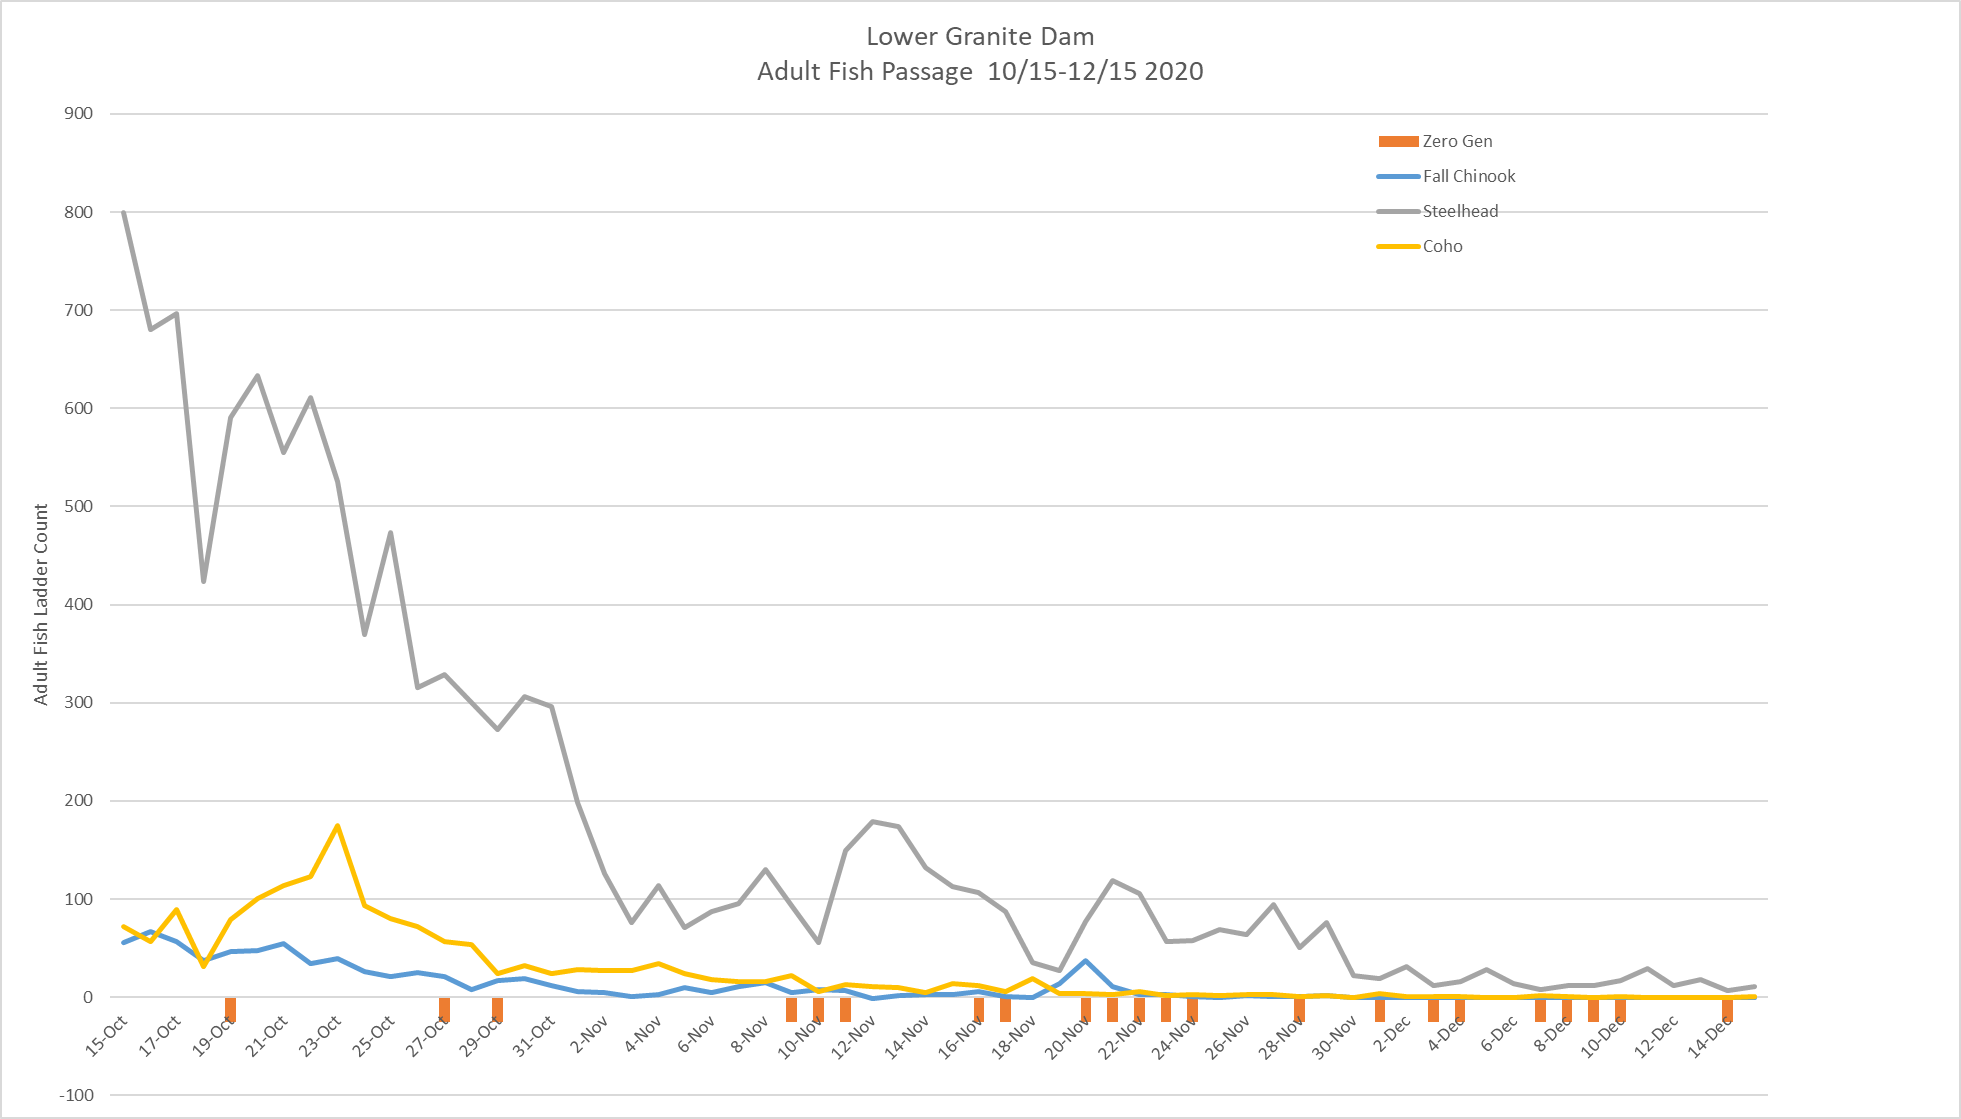 Lower Granite Dam
Adult Fish Passage  10/15-12/15 2020
900
800
700
600
500
400
300
200
100
0
-100
Adult Fish Ladder Count
Zero Gen
Fall Chinook
Steelhead
Coho
15-Oct
17-Oct
19-Oct
21-Oct
23-Oct
25-Oct
27-Oct
29-Oct
31-Oct
2-Nov
4-Nov
6-Nov
8-Nov
10-Nov
12-Nov
14-Nov
16-Nov
18-Nov
20-Nov
22-Nov
24-Nov
26-Nov
28-Nov
30-Nov
2-Dec
4-Dec
6-Dec
8-Dec
10-Dec
12-Dec
14-Dec